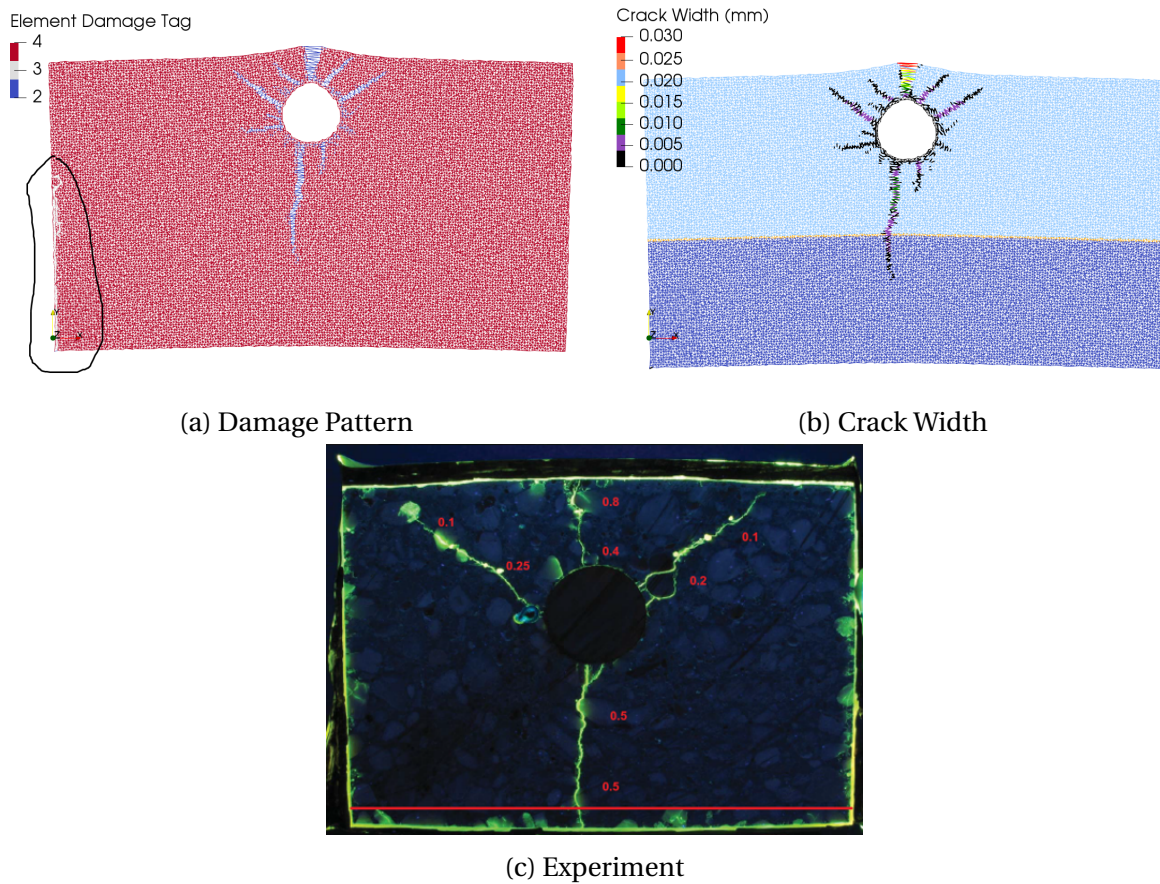 Element Damage Tag
4
3
2
Y
Z
X
Crack Width (mm)
0.030
0.025
0.020
0.015
0.010
0.005
0.000
Y
Z
X
(a) Damage Pattern
(b) Crack Width
0.8
0.1
0.1
0.4
0.25
0.2
0.5
0.5
(c) Experiment